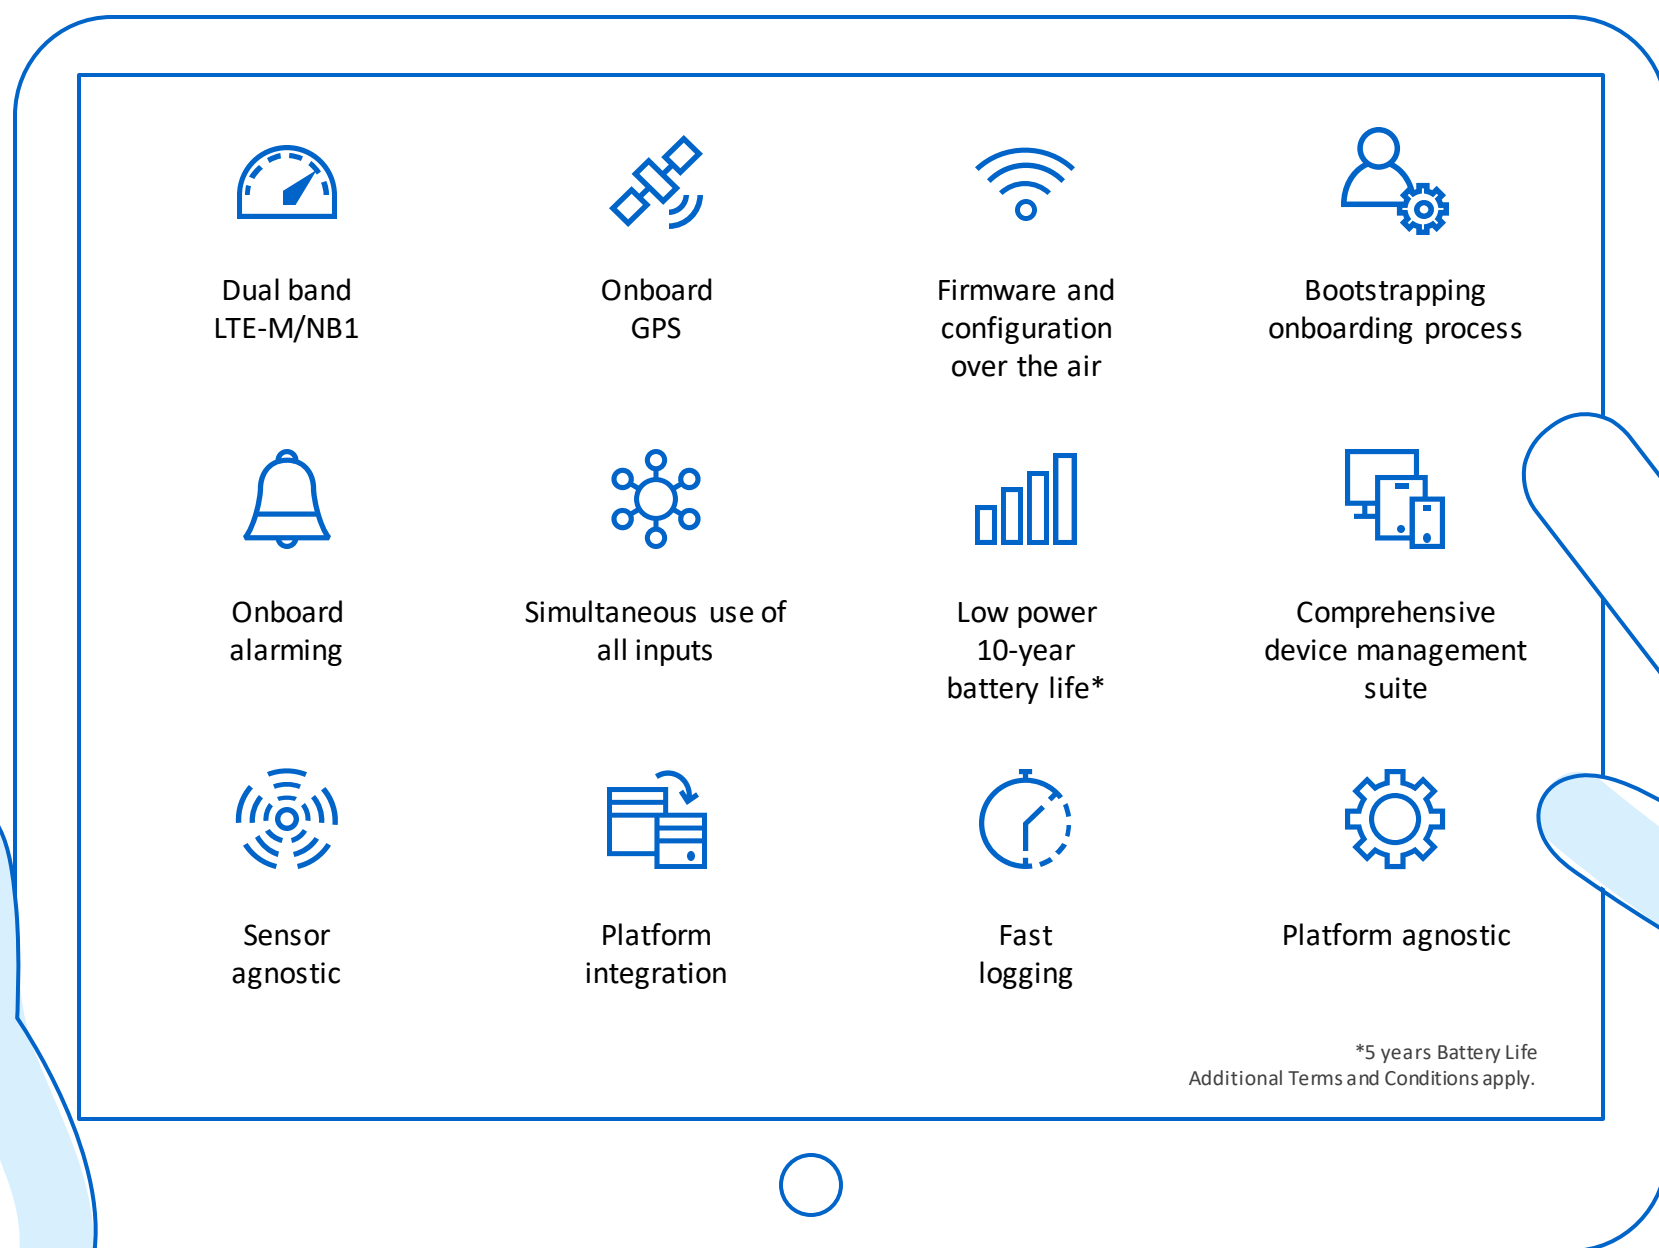 Dual band
LTE-M/NB1
Onboard
GPS
Firmware and
configuration
over the air
Bootstrapping
onboarding process
Onboard
alarming
Simultaneous use of
all inputs
Low power
10-year
battery life*
Comprehensive
device management
suite
Sensor
agnostic
Platform
integration
Fast
logging
Platform agnostic
*5 years Battery Life
Additional Terms and Conditions apply.